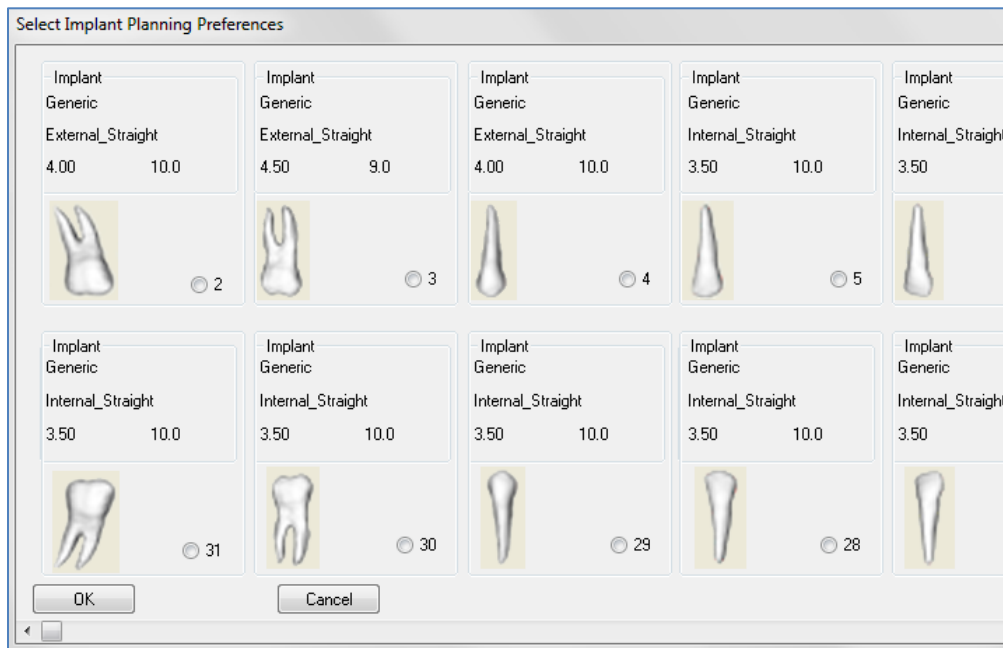 Select Implant Planning Preferences
Implant Implant Implant Implant Implant
Generic Generic Generic Generic Generic
External_Straight External_Straight External_Straight Internal_Straight Internal_Straight
4.00 10.0 4.50 9.0 4.00 10.0 3.50 10.0 3.50
2 3 4 5
Implant Implant Implant Implant Implant
Generic Generic Generic Generic Generic
Internal_Straight Internal_Straight Internal_Straight Internal_Straight Internal_Straight
3.50 10.0 3.50 10.0 3.50 10.0 3.50 10.0 3.50
31 30 29 28
OK Cancel